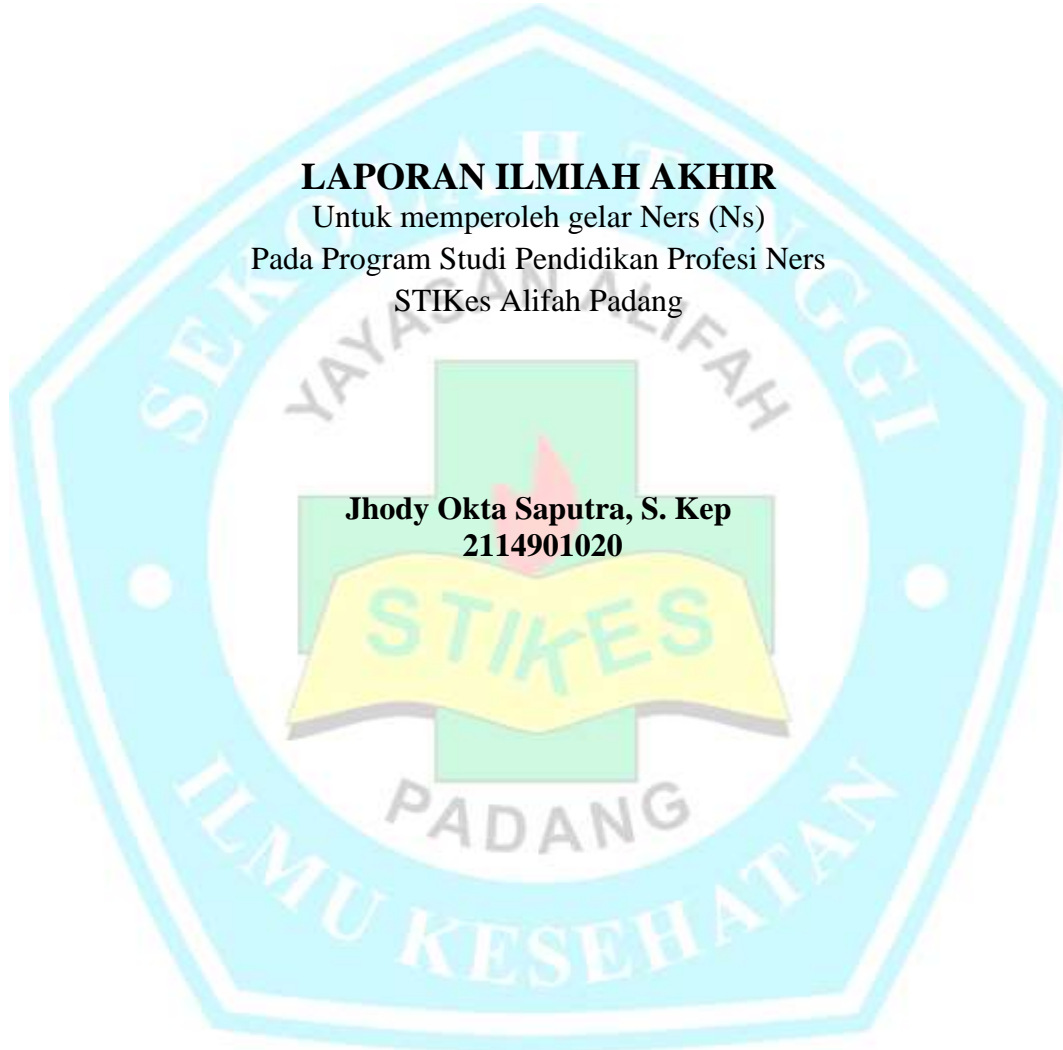 LAPORAN ILMIAH AKHIR
Untuk memperoleh gelar Ners (Ns)
Pada Program Studi Pendidikan Profesi Ners
STIKes Alifah Padang
SEKOLAH TINGGI
YAYASAN ALIFAH
Jhody Okta Saputra, S. Kep
2114901020
STIKES
PADANG
ILMU KESEHATAN